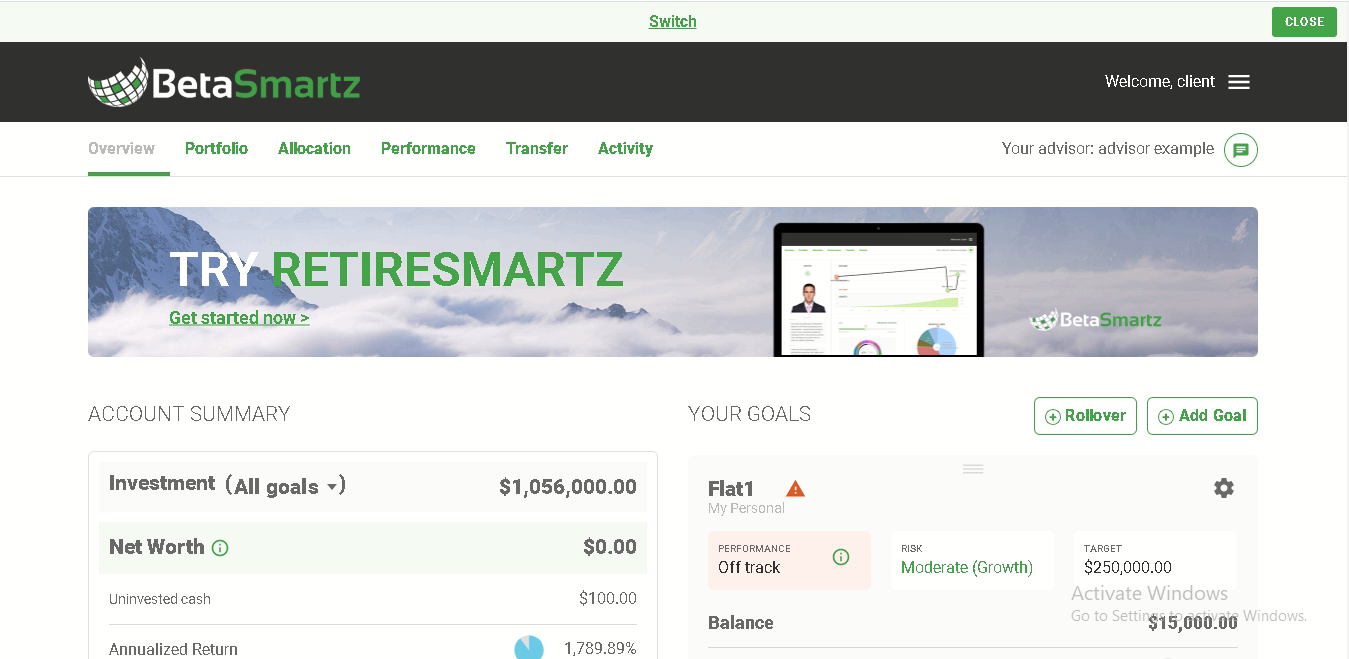 Switch
CLOSE
BetaSmartz
Welcome, client
Overview Portfolio Allocation Performance Transfer Activity
Your advisor: advisor example
TRY RETIRESMARTZ
Get started now >
BetaSmartz
ACCOUNT SUMMARY
Investment (All goals ) $1,056,000.00
Net Worth $0.00
Uninvested cash $100.00
Annualized Return 1,789.89%
YOUR GOALS
Rollover Add Goal
Flat1
My Personal
PERFORMANCE
Off track
RISK
Moderate (Growth)
TARGET
$250,000.00
Balance $15,000.00
Activate Windows
Go to Settings to activate Windows.